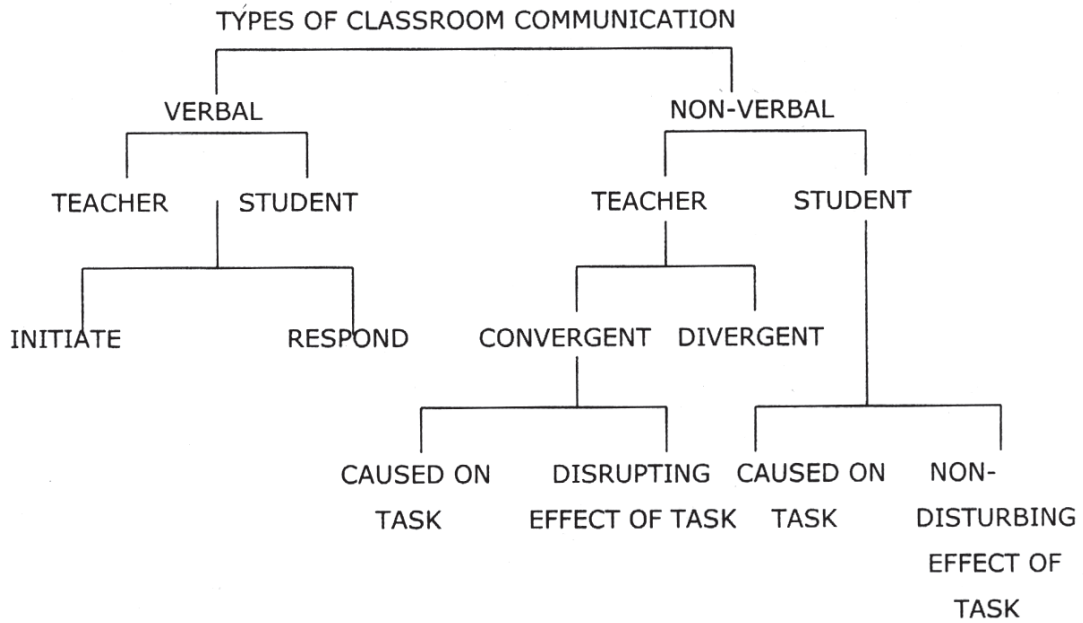 TYPES OF CLASSROOM COMMUNICATION
VERBAL NON-VERBAL
TEACHER STUDENT TEACHER STUDENT
INITIATE RESPOND CONVERGENT DIVERGENT
CAUSED ON DISRUPTING CAUSED ON NON-
TASK EFFECT OF TASK TASK DISTURBING
EFFECT OF
TASK